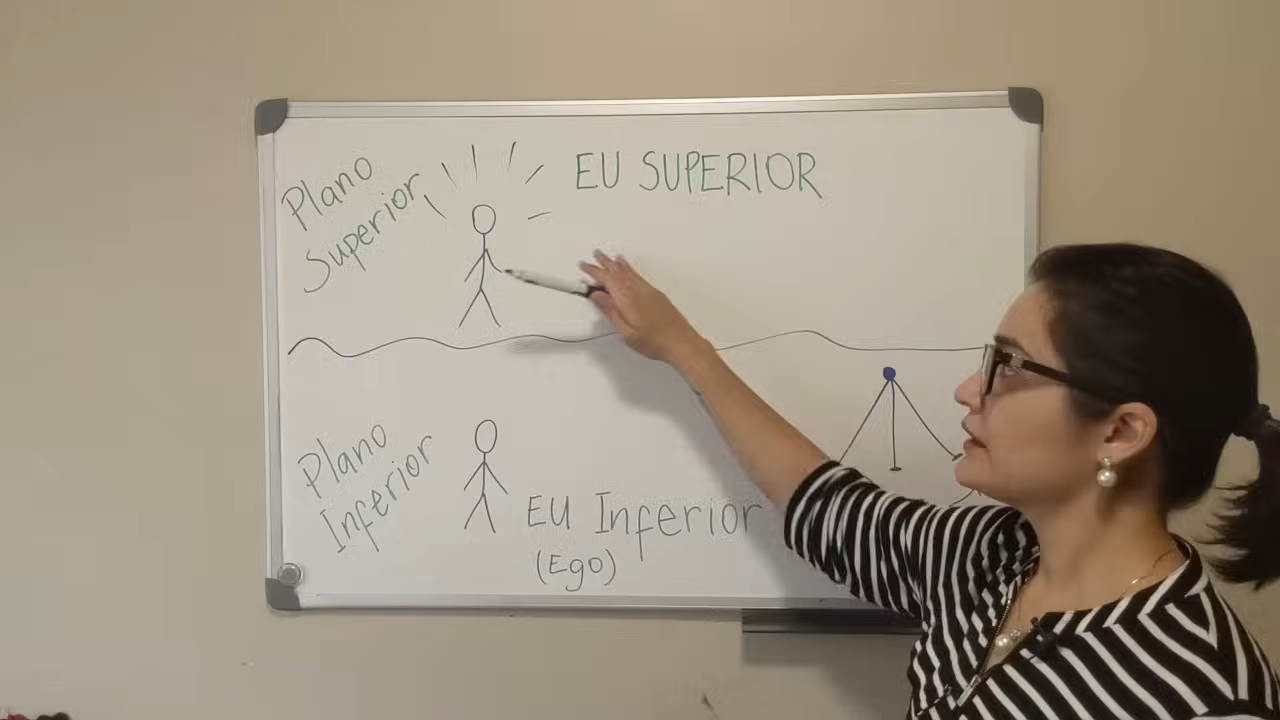 Plano
Superior
EU SUPERIOR
Plano
Inferior
EU Inferior
(Ego)